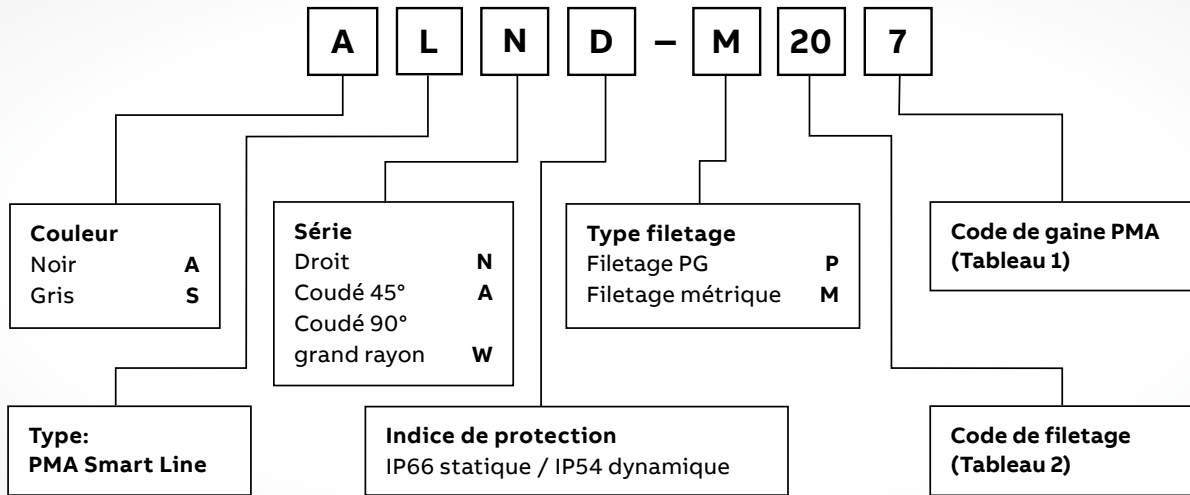 A L N D – M 20 7
Couleur
Noir A
Gris S
Série
Droit N
Coudé 45° A
Coudé 90°
grand rayon W
Type filetage
Filetage PG P
Filetage métrique M
Code de gaine PMA
(Tableau 1)
Type:
PMA Smart Line
Indice de protection
IP66 statique / IP54 dynamique
Code de filetage
(Tableau 2)